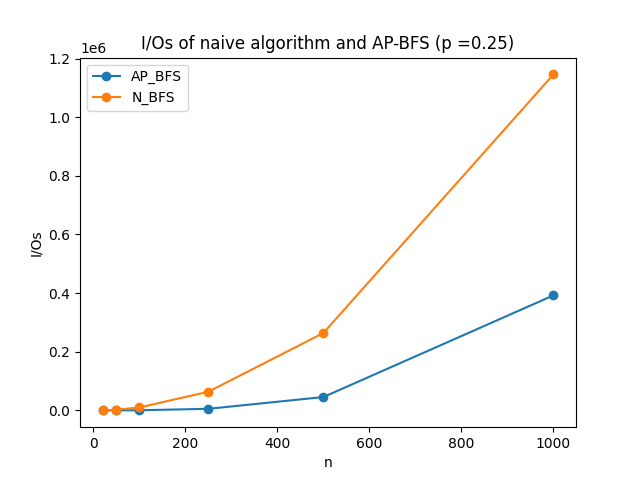 I/Os of naive algorithm and AP-BFS (p =0.25)
1e6
AP_BFS
N_BFS
1.2
1.0
0.8
0.6
0.4
0.2
0.0
I/Os
0 200 400 600 800 1000
n